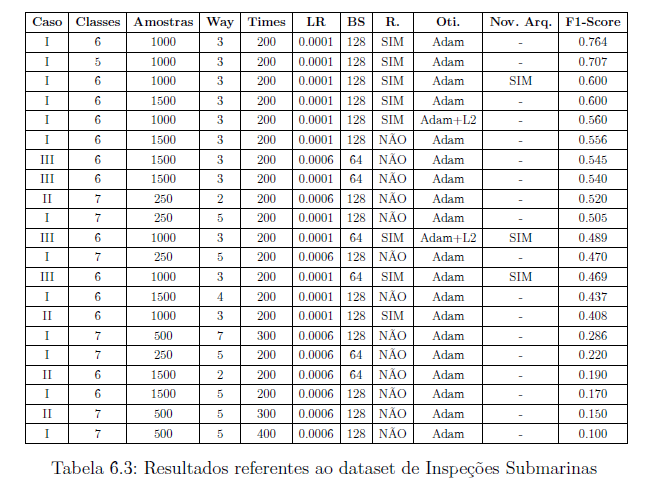 Caso Classes Amostras Way Times LR BS R. Oti. Nov. Arq. F1-Score
I 6 1000 3 200 0.0001 128 SIM Adam - 0.764
I 5 1000 3 200 0.0001 128 SIM Adam - 0.707
I 6 1000 3 200 0.0001 128 SIM Adam SIM 0.600
I 6 1500 3 200 0.0001 128 SIM Adam - 0.600
I 6 1000 3 200 0.0001 128 SIM Adam+L2 - 0.560
I 6 1500 3 200 0.0001 128 NÃO Adam - 0.556
III 6 1500 3 200 0.0006 64 NÃO Adam - 0.545
III 6 1500 3 200 0.0001 64 NÃO Adam - 0.540
II 7 250 2 200 0.0006 128 NÃO Adam - 0.520
I 7 250 5 200 0.0001 128 NÃO Adam - 0.505
III 6 1000 3 200 0.0001 64 SIM Adam+L2 SIM 0.489
I 7 250 5 200 0.0006 128 NÃO Adam - 0.470
III 6 1000 3 200 0.0001 64 SIM Adam SIM 0.469
I 6 1500 4 200 0.0001 128 NÃO Adam - 0.437
II 6 1000 3 200 0.0001 128 SIM Adam - 0.408
I 7 500 7 300 0.0006 128 NÃO Adam - 0.286
I 7 250 5 200 0.0006 64 NÃO Adam - 0.220
II 6 1500 2 200 0.0006 64 NÃO Adam - 0.190
I 6 1500 5 200 0.0006 128 NÃO Adam - 0.170
II 7 500 5 300 0.0006 128 NÃO Adam - 0.150
I 7 500 5 400 0.0006 128 NÃO Adam - 0.100
Tabela 6.3: Resultados referentes ao dataset de Inspeções Submarinas